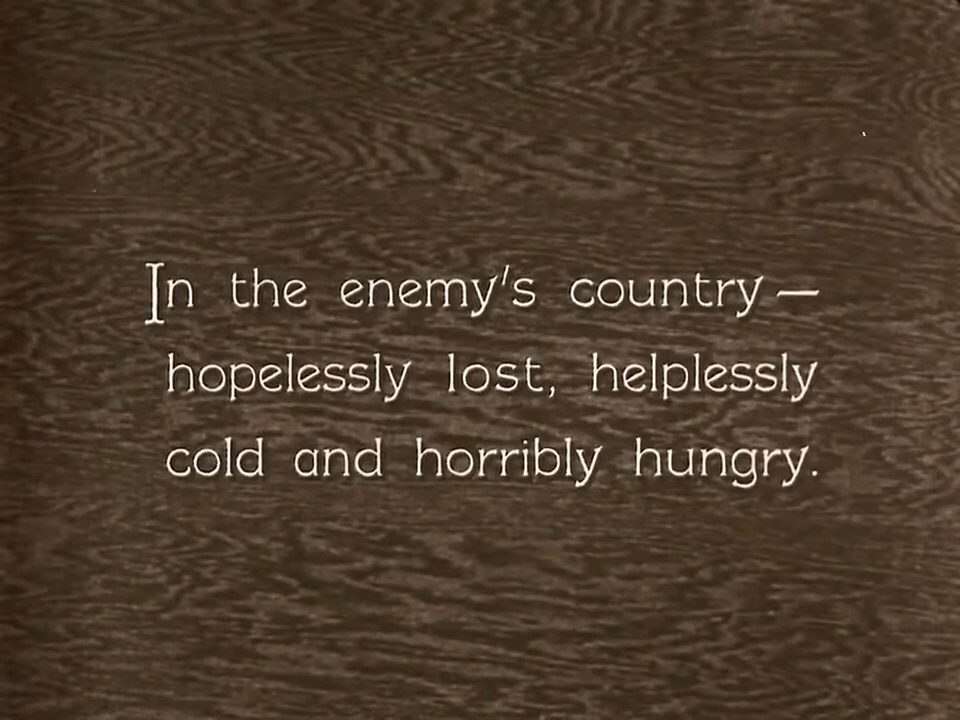 In the enemy's country —
hopelessly lost, helplessly
cold and horribly hungry.